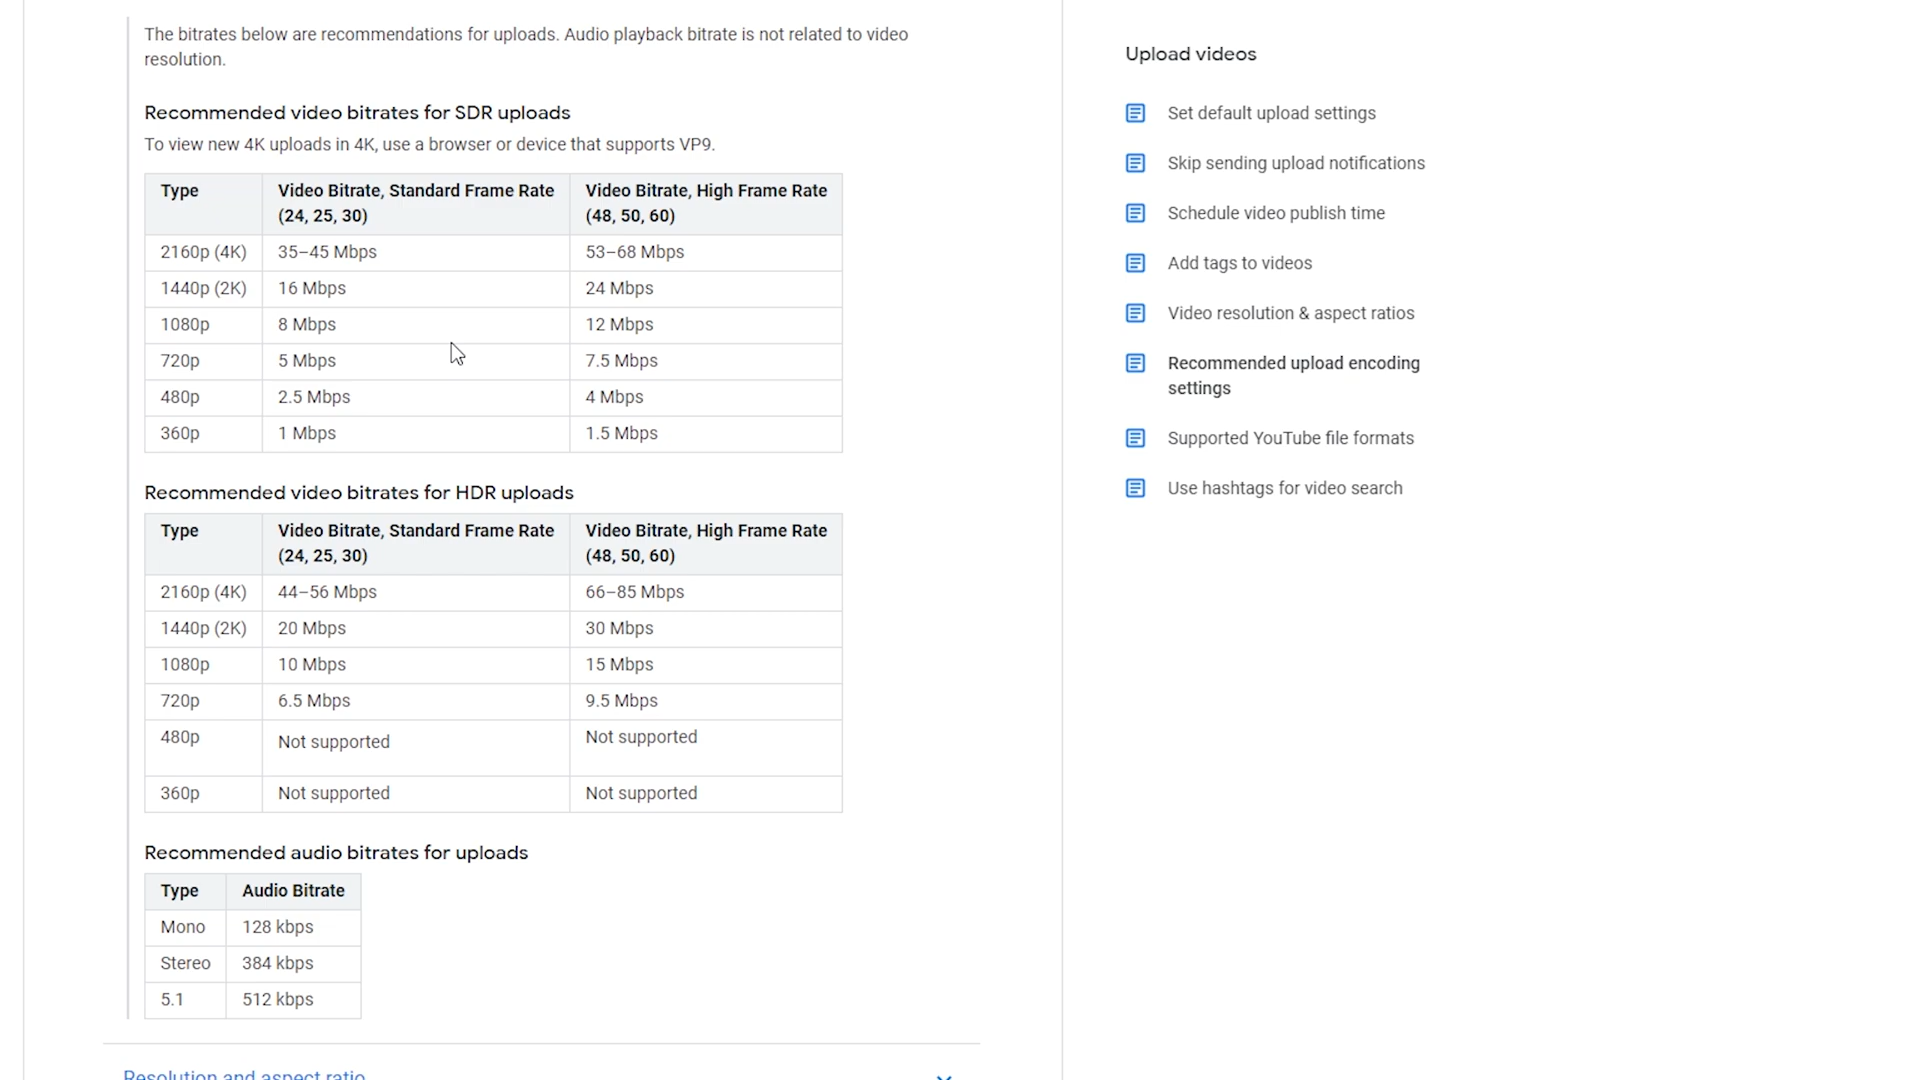 The bitrates below are recommendations for uploads. Audio playback bitrate is not related to video
resolution.
Recommended video bitrates for SDR uploads
To view new 4K uploads in 4K, use a browser or device that supports VP9.
Type Video Bitrate, Standard Frame Rate (24, 25, 30) Video Bitrate, High Frame Rate (48, 50, 60)
2160p (4K) 35–45 Mbps 53–68 Mbps
1440p (2K) 16 Mbps 24 Mbps
1080p 8 Mbps 12 Mbps
720p 5 Mbps 7.5 Mbps
480p 2.5 Mbps 4 Mbps
360p 1 Mbps 1.5 Mbps
Recommended video bitrates for HDR uploads
Type Video Bitrate, Standard Frame Rate (24, 25, 30) Video Bitrate, High Frame Rate (48, 50, 60)
2160p (4K) 44–56 Mbps 66–85 Mbps
1440p (2K) 20 Mbps 30 Mbps
1080p 10 Mbps 15 Mbps
720p 6.5 Mbps 9.5 Mbps
480p Not supported Not supported
360p Not supported Not supported
Recommended audio bitrates for uploads
Type Audio Bitrate
Mono 128 kbps
Stereo 384 kbps
5.1 512 kbps
Resolution and aspect ratio
Upload videos
Set default upload settings
Skip sending upload notifications
Schedule video publish time
Add tags to videos
Video resolution & aspect ratios
Recommended upload encoding
settings
Supported YouTube file formats
Use hashtags for video search